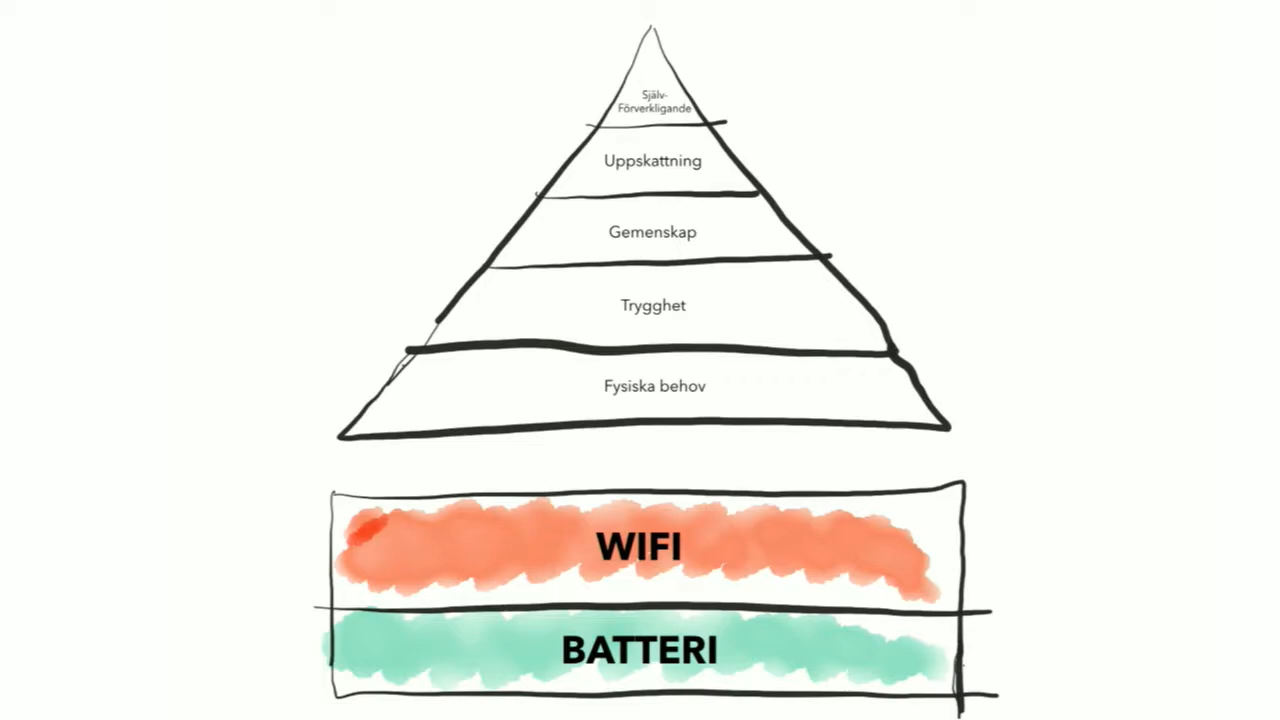 Själv-
Förverkligande
Uppskattning
Gemenskap
Trygghet
Fysiska behov
WIFI
BATTERI